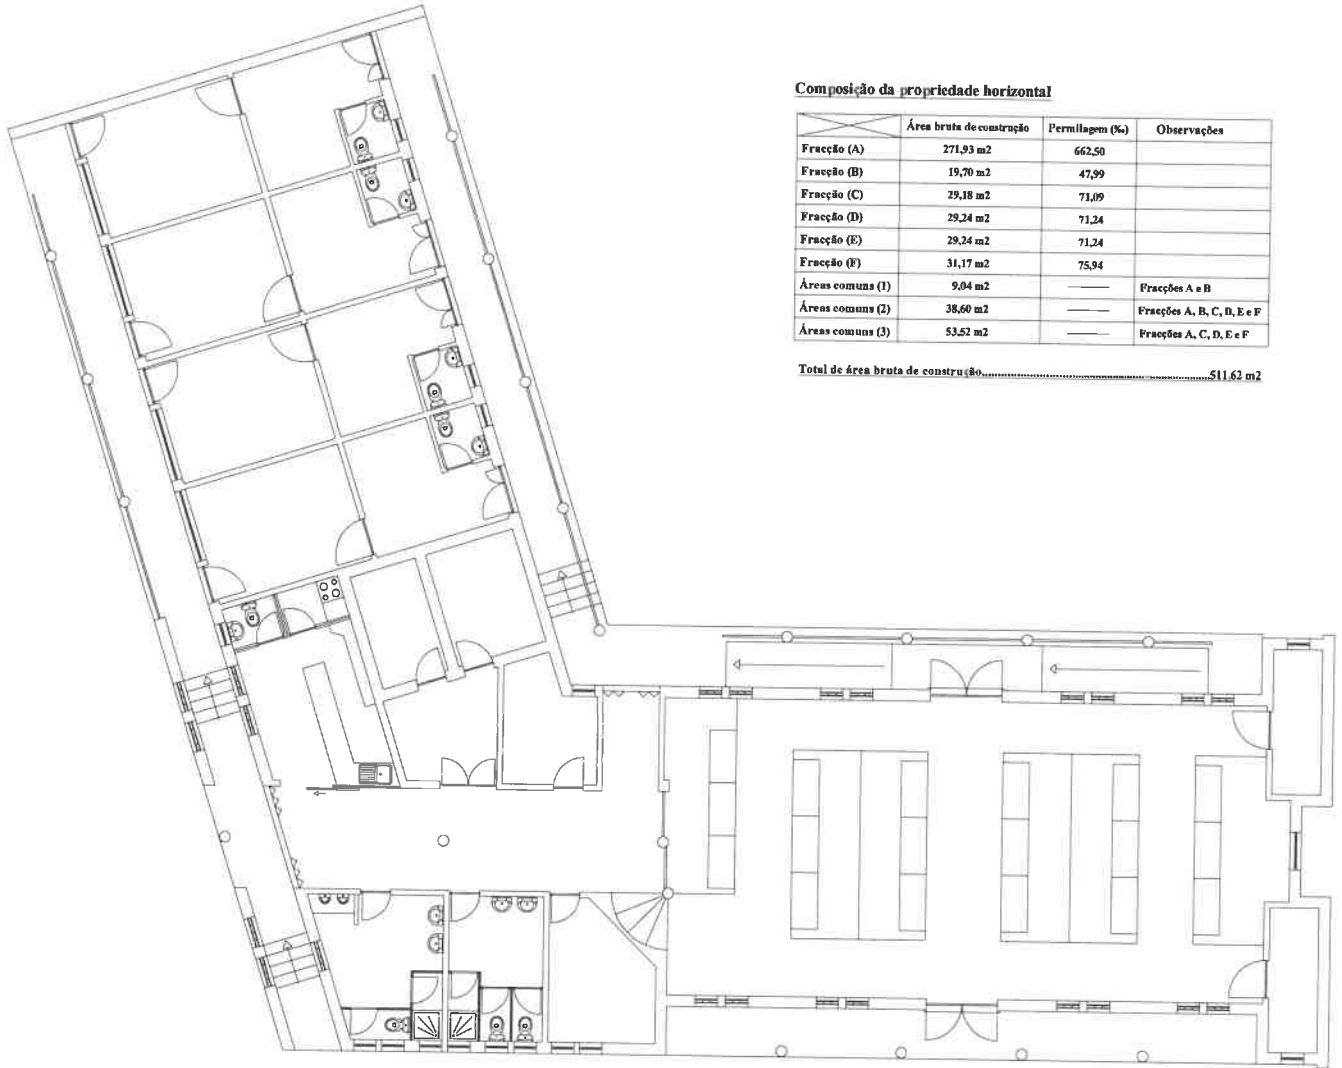 Composição da propriedade horizontal
Área bruta de construção Permilagem (‰) Observações
Fracção (A) 271,93 m2 662,50
Fracção (B) 19,70 m2 47,99
Fracção (C) 29,18 m2 71,09
Fracção (D) 29,24 m2 71,24
Fracção (E) 29,24 m2 71,24
Fracção (F) 31,17 m2 75,94
Áreas comuns (1) 9,04 m2 ——— Fracções A e B
Áreas comuns (2) 38,60 m2 ——— Fracções A, B, C, D, E e F
Áreas comuns (3) 53,52 m2 ——— Fracções A, C, D, E e F
Total de área bruta de construção......................................................................511.62 m2